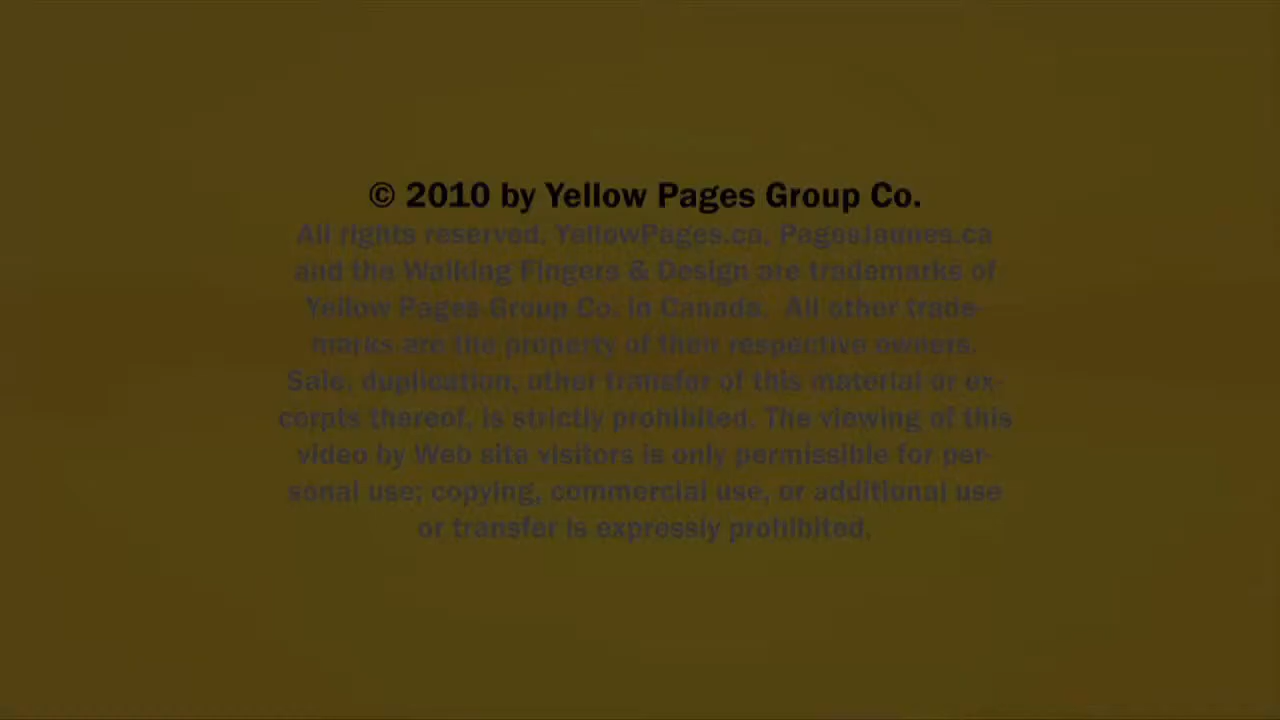 © 2010 by Yellow Pages Group Co.
All rights reserved. YellowPages.ca, PagesJaunes.ca
and the Walking Fingers & Design are trademarks of
Yellow Pages Group Co. in Canada.  All other trade-
marks are the property of their respective owners.
Sale, duplication, other transfer of this material or ex-
cerpts thereof, is strictly prohibited. The viewing of this
video by Web site visitors is only permissible for per-
sonal use; copying, commercial use, or additional use
or transfer is expressly prohibited.